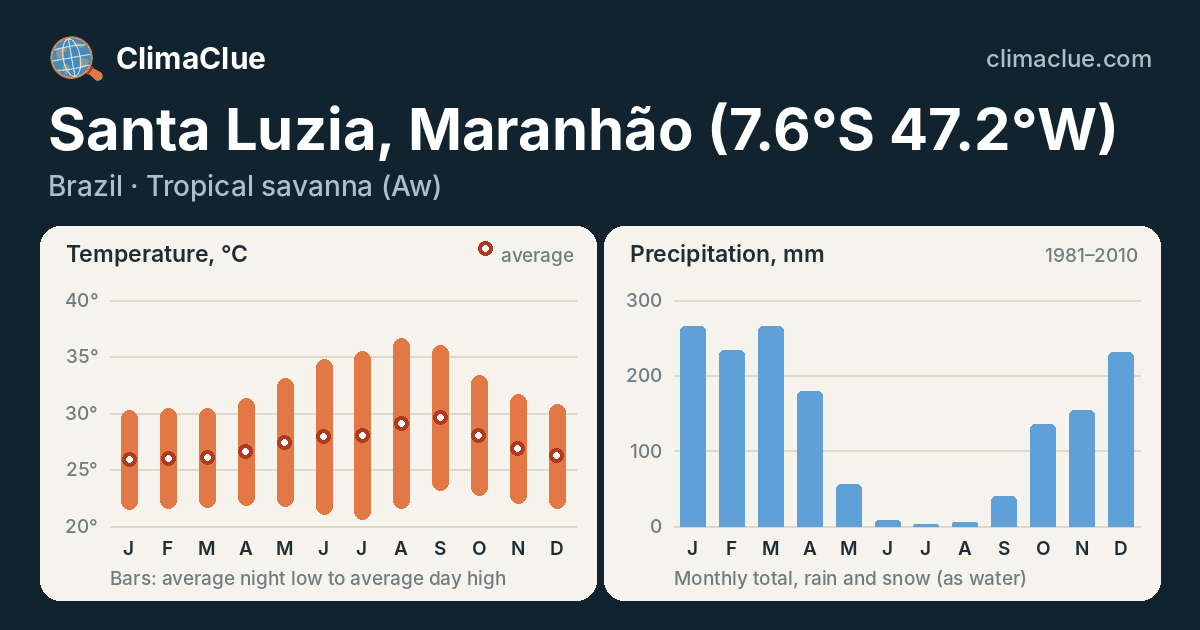 ClimaClue
climaclue.com
Santa Luzia, Maranhão (7.6°S 47.2°W)
Brazil · Tropical savanna (Aw)
Temperature, °C
average
40°
35°
30°
25°
20°
J F M A M J J A S O N D
Bars: average night low to average day high
Precipitation, mm
1981–2010
300
200
100
0
J F M A M J J A S O N D
Monthly total, rain and snow (as water)